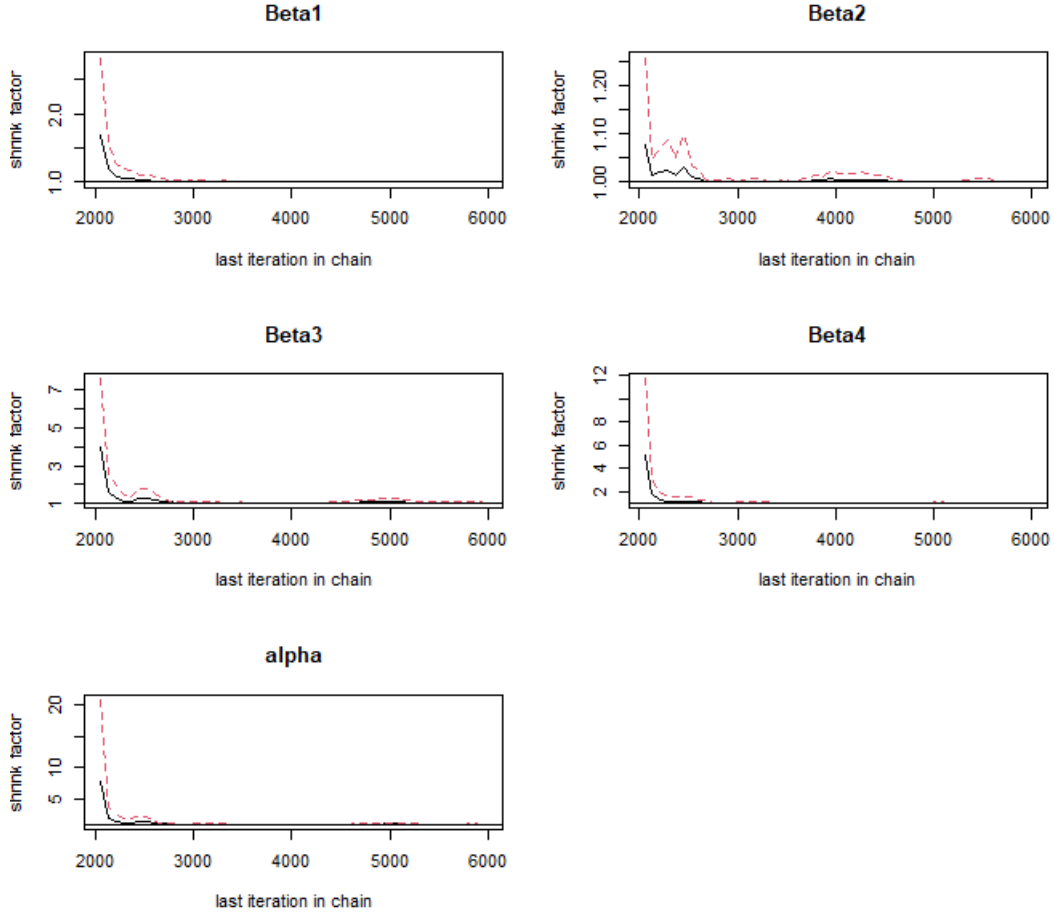 Beta1
shrink factor
1.0 2.0
2000 3000 4000 5000 6000
last iteration in chain
Beta2
shrink factor
1.00 1.10 1.20
2000 3000 4000 5000 6000
last iteration in chain
Beta3
shrink factor
1 3 5 7
2000 3000 4000 5000 6000
last iteration in chain
Beta4
shrink factor
2 4 6 8 12
2000 3000 4000 5000 6000
last iteration in chain
alpha
shrink factor
5 10 20
2000 3000 4000 5000 6000
last iteration in chain